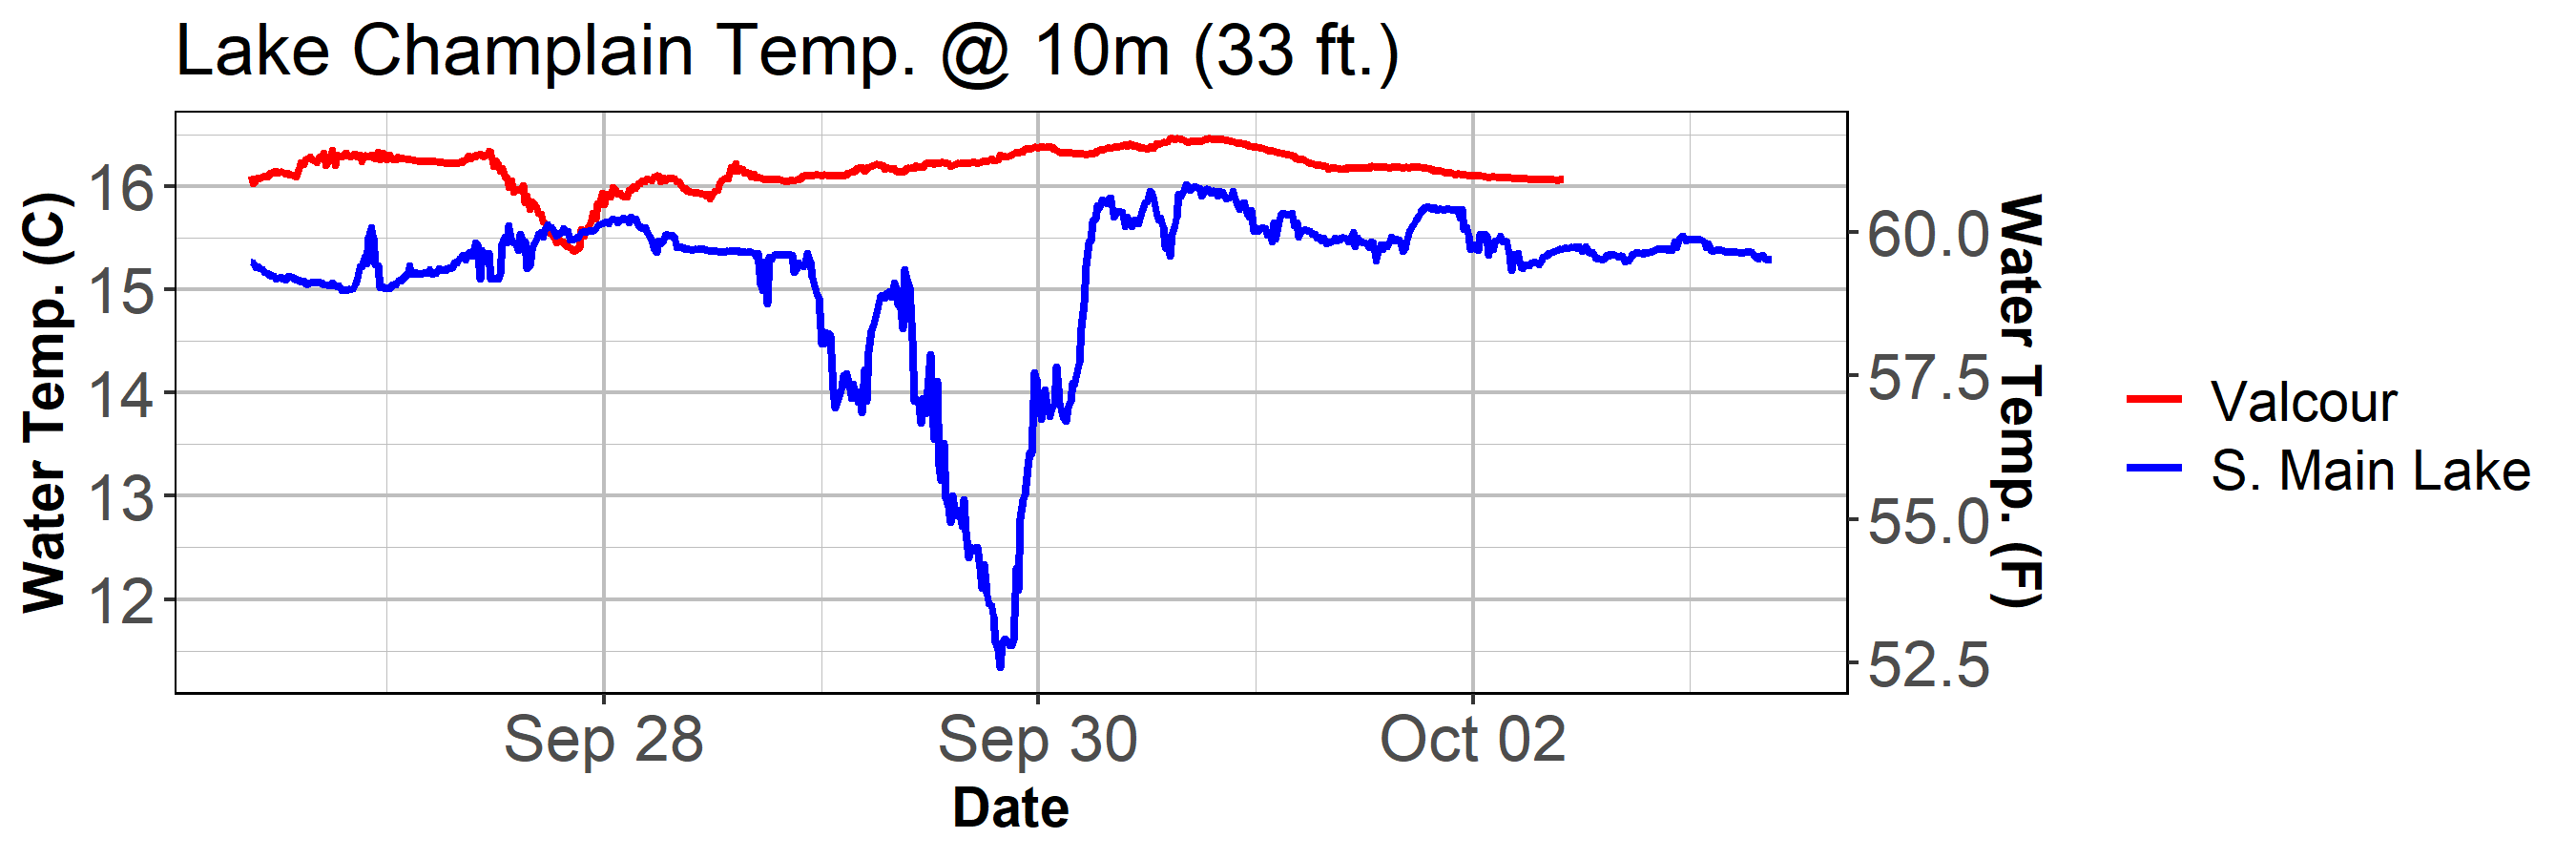 Lake Champlain Temp. @ 10m (33 ft.)
Water Temp. (C)
16
15
14
13
12
60.0
57.5
55.0
52.5
Water Temp. (F)
Sep 28
Sep 30
Oct 02
Date
Valcour
S. Main Lake